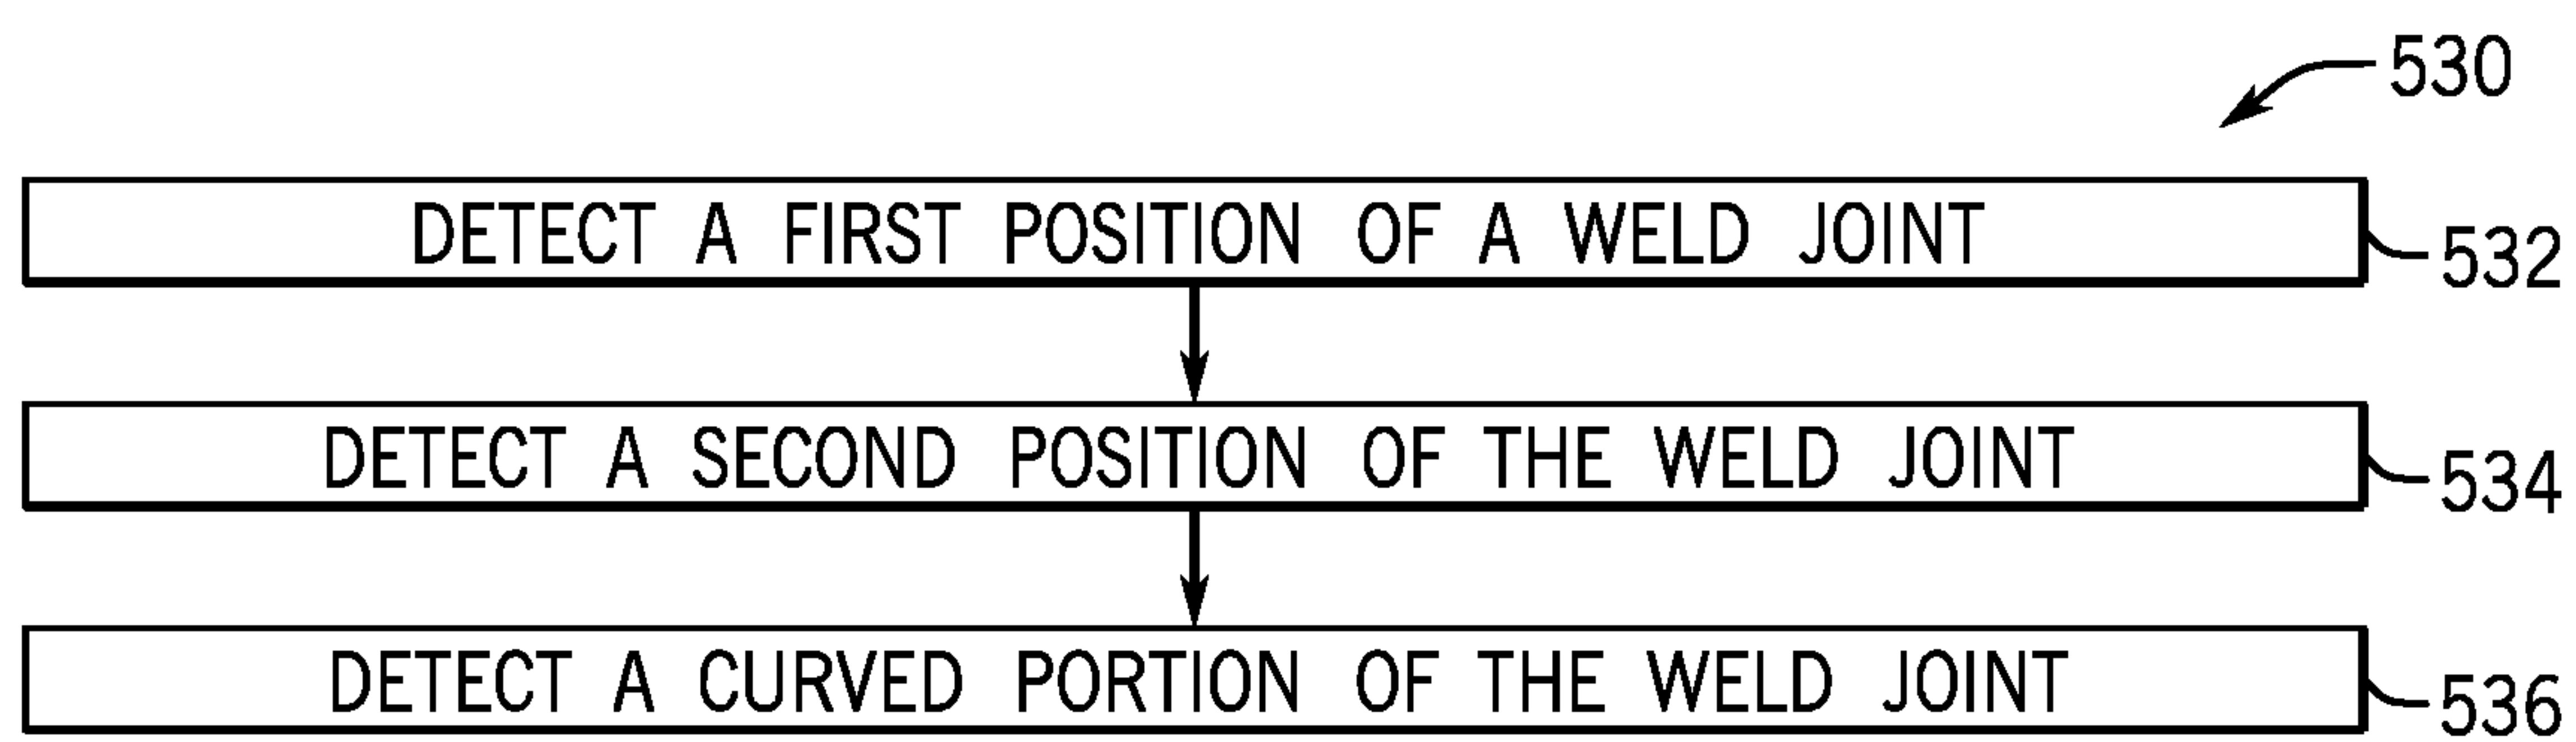 530
DETECT A FIRST POSITION OF A WELD JOINT
532
DETECT A SECOND POSITION OF THE WELD JOINT
534
DETECT A CURVED PORTION OF THE WELD JOINT
536